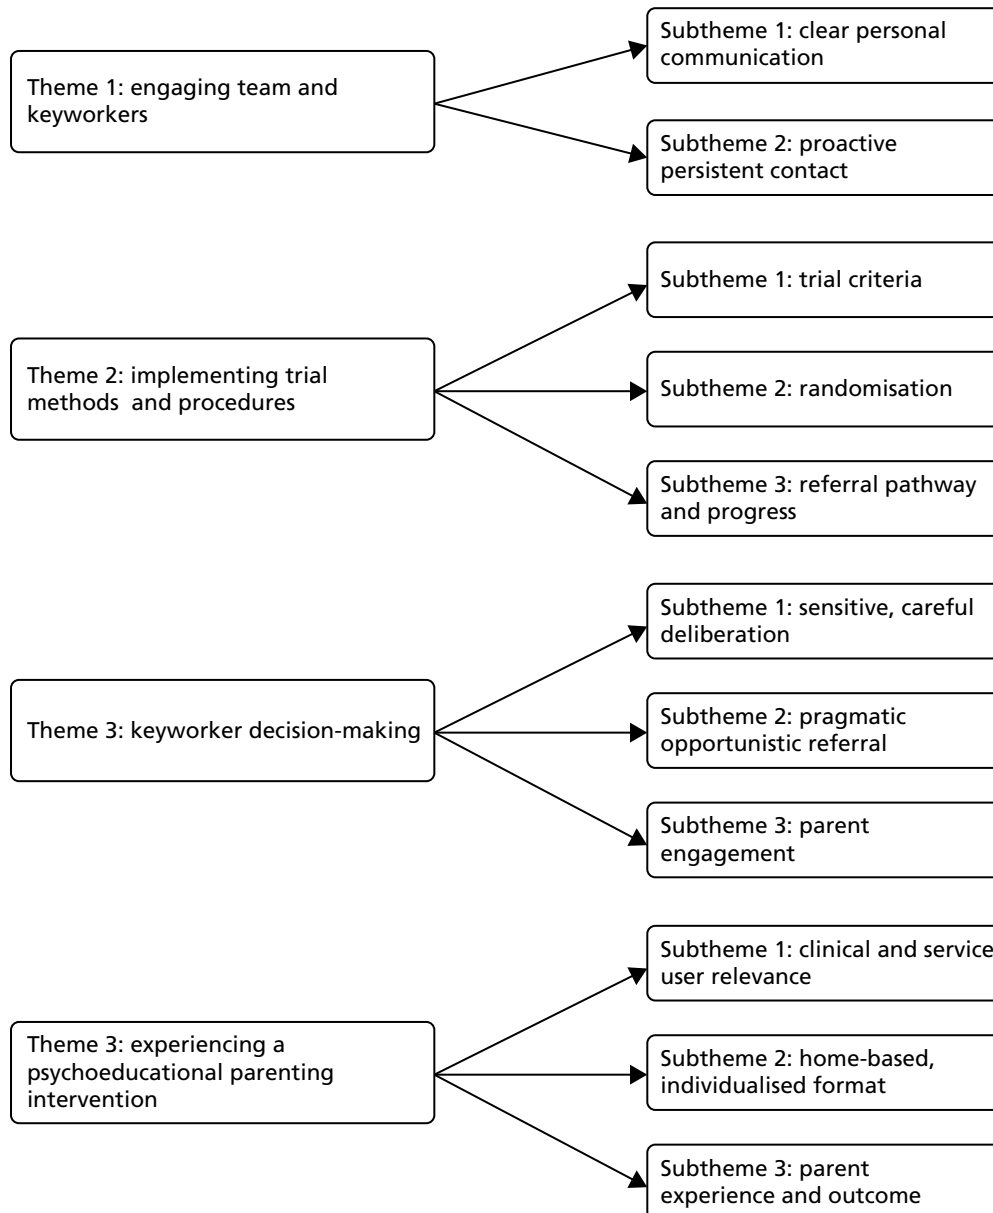 Theme 1: engaging team and
keyworkers
Subtheme 1: clear personal
communication
Subtheme 2: proactive
persistent contact
Theme 2: implementing trial
methods and procedures
Subtheme 1: trial criteria
Subtheme 2: randomisation
Subtheme 3: referral pathway
and progress
Theme 3: keyworker decision-making
Subtheme 1: sensitive, careful
deliberation
Subtheme 2: pragmatic
opportunistic referral
Subtheme 3: parent
engagement
Theme 3: experiencing a
psychoeducational parenting
intervention
Subtheme 1: clinical and service
user relevance
Subtheme 2: home-based,
individualised format
Subtheme 3: parent
experience and outcome